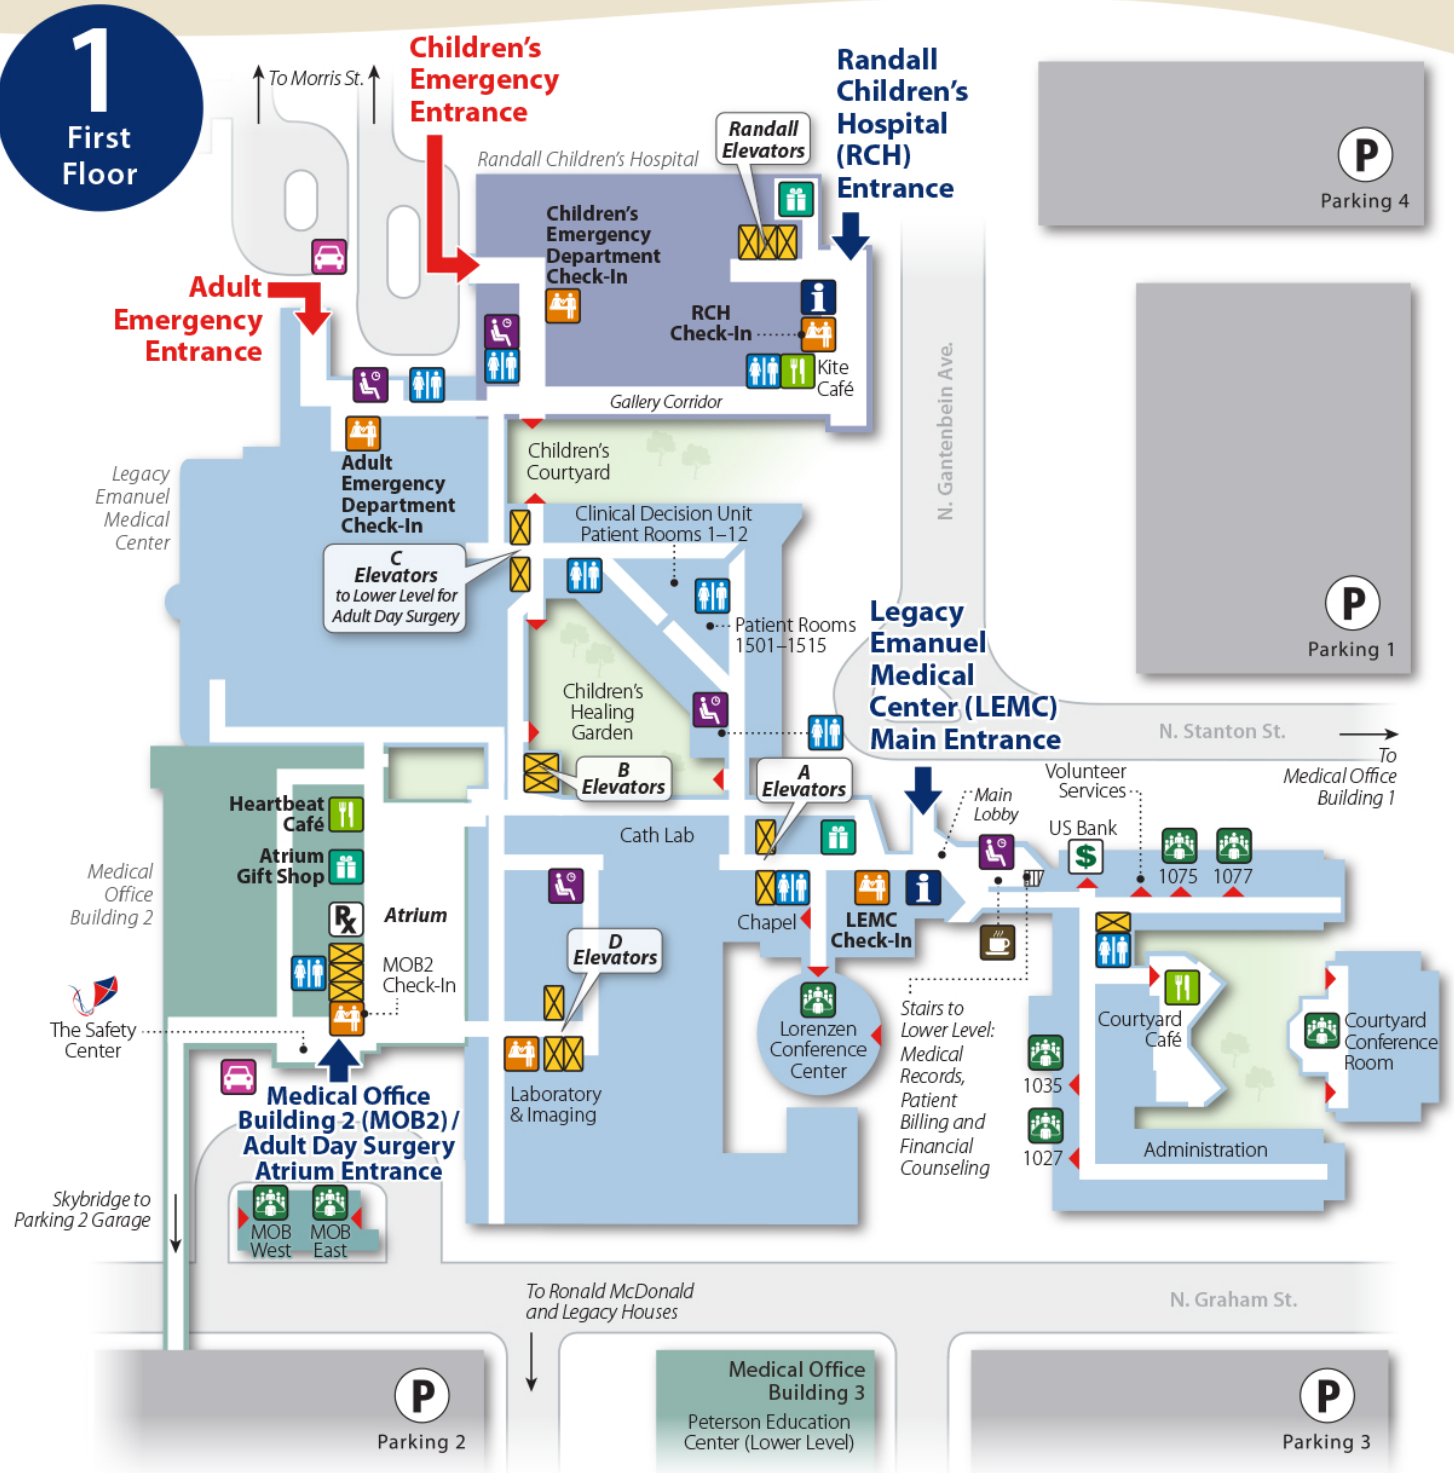 1
First
Floor
To Morris St.
Children's
Emergency
Entrance
Randall
Children's
Hospital
(RCH)
Entrance
Randall
Elevators
Randall Children's Hospital
P
Parking 4
Children's
Emergency
Department
Check-In
Adult
Emergency
Entrance
i
RCH
Check-In
Kite
Café
Gallery Corridor
N. Gantenbein Ave.
Adult
Emergency
Department
Check-In
Legacy
Emanuel
Medical
Center
Children's
Courtyard
Clinical Decision Unit
Patient Rooms 1–12
C
Elevators
to Lower Level for
Adult Day Surgery
Patient Rooms
1501–1515
P
Parking 1
Legacy
Emanuel
Medical
Center (LEMC)
Main Entrance
Children's
Healing
Garden
N. Stanton St.
To
Medical Office
Building 1
B
Elevators
A
Elevators
Main
Lobby
Volunteer
Services
US Bank
$
1075
1077
Heartbeat
Café
Atrium
Gift Shop
Rx
Atrium
Cath Lab
Medical
Office
Building 2
Chapel
LEMC
Check-In
i
D
Elevators
MOB2
Check-In
The Safety
Center
Lorenzen
Conference
Center
Stairs to
Lower Level:
Medical
Records,
Patient
Billing and
Financial
Counseling
Courtyard
Café
Courtyard
Conference
Room
1035
1027
Administration
Laboratory
& Imaging
Medical Office
Building 2 (MOB2) /
Adult Day Surgery
Atrium Entrance
Skybridge to
Parking 2 Garage
MOB
West
MOB
East
To Ronald McDonald
and Legacy Houses
N. Graham St.
P
Parking 2
Medical Office
Building 3
Peterson Education
Center (Lower Level)
P
Parking 3